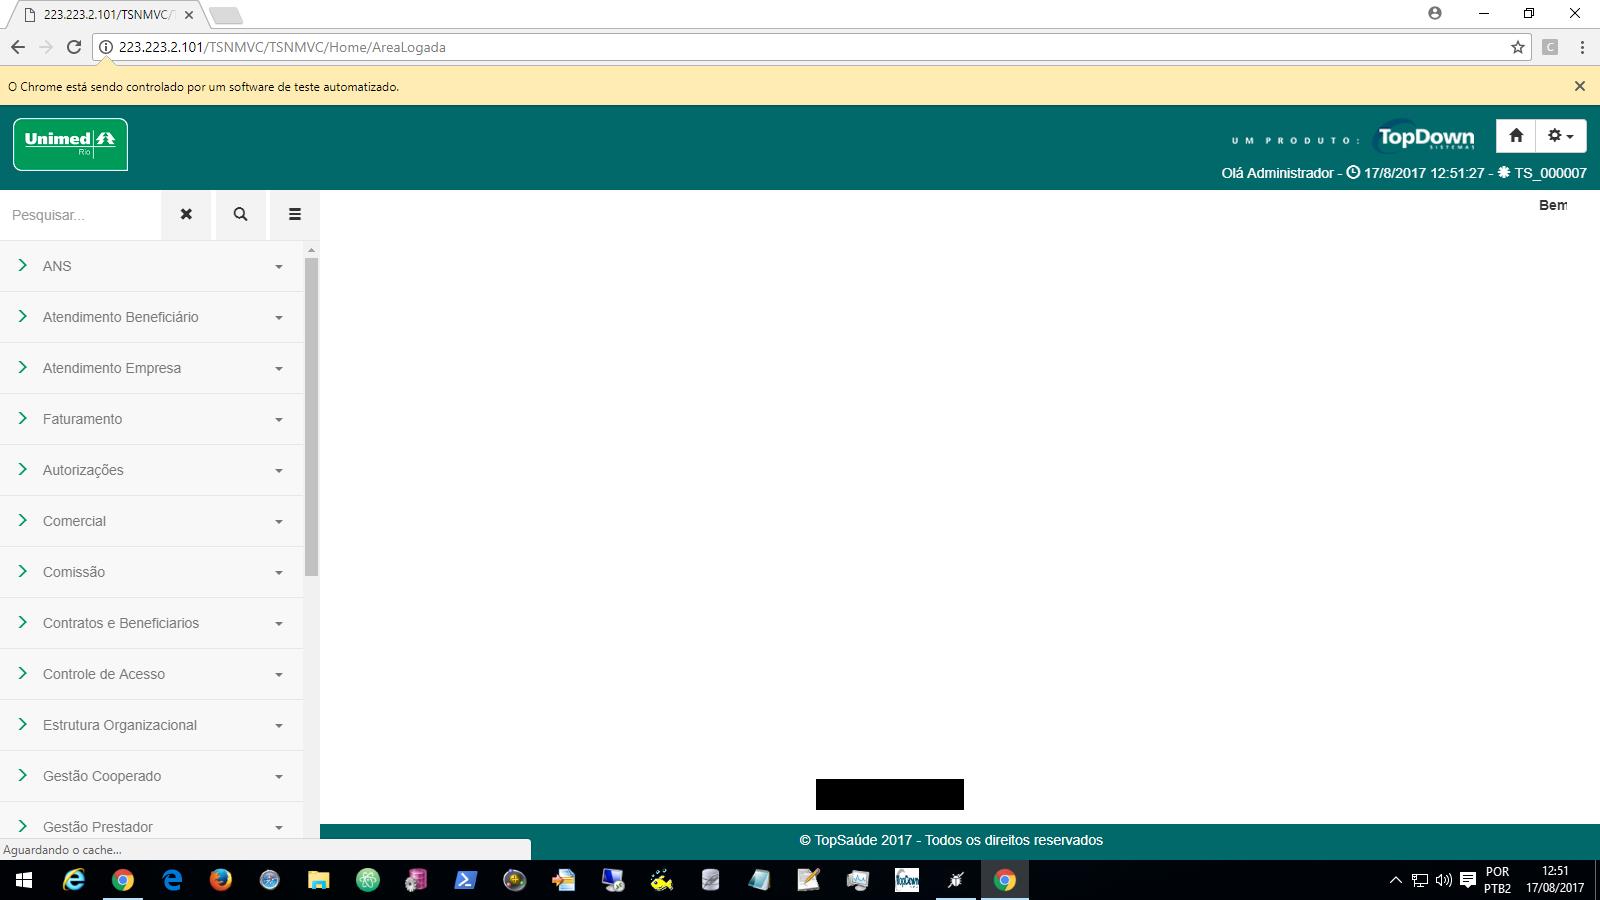 223.223.2.101/TSNMVC/T
223.223.2.101/TSNMVC/TSNMVC/Home/AreaLogada
C
O Chrome está sendo controlado por um software de teste automatizado.
Unimed
Rio
UM PRODUTO:
TopDown
SISTEMAS
Olá Administrador - 17/8/2017 12:51:27 - TS_000007
Pesquisar...
Bem
ANS
Atendimento Beneficiário
Atendimento Empresa
Faturamento
Autorizações
Comercial
Comissão
Contratos e Beneficiarios
Controle de Acesso
Estrutura Organizacional
Gestão Cooperado
Gestão Prestador
Aguardando o cache...
© TopSaúde 2017 - Todos os direitos reservados
TopDown
POR
PTB2
12:51
17/08/2017